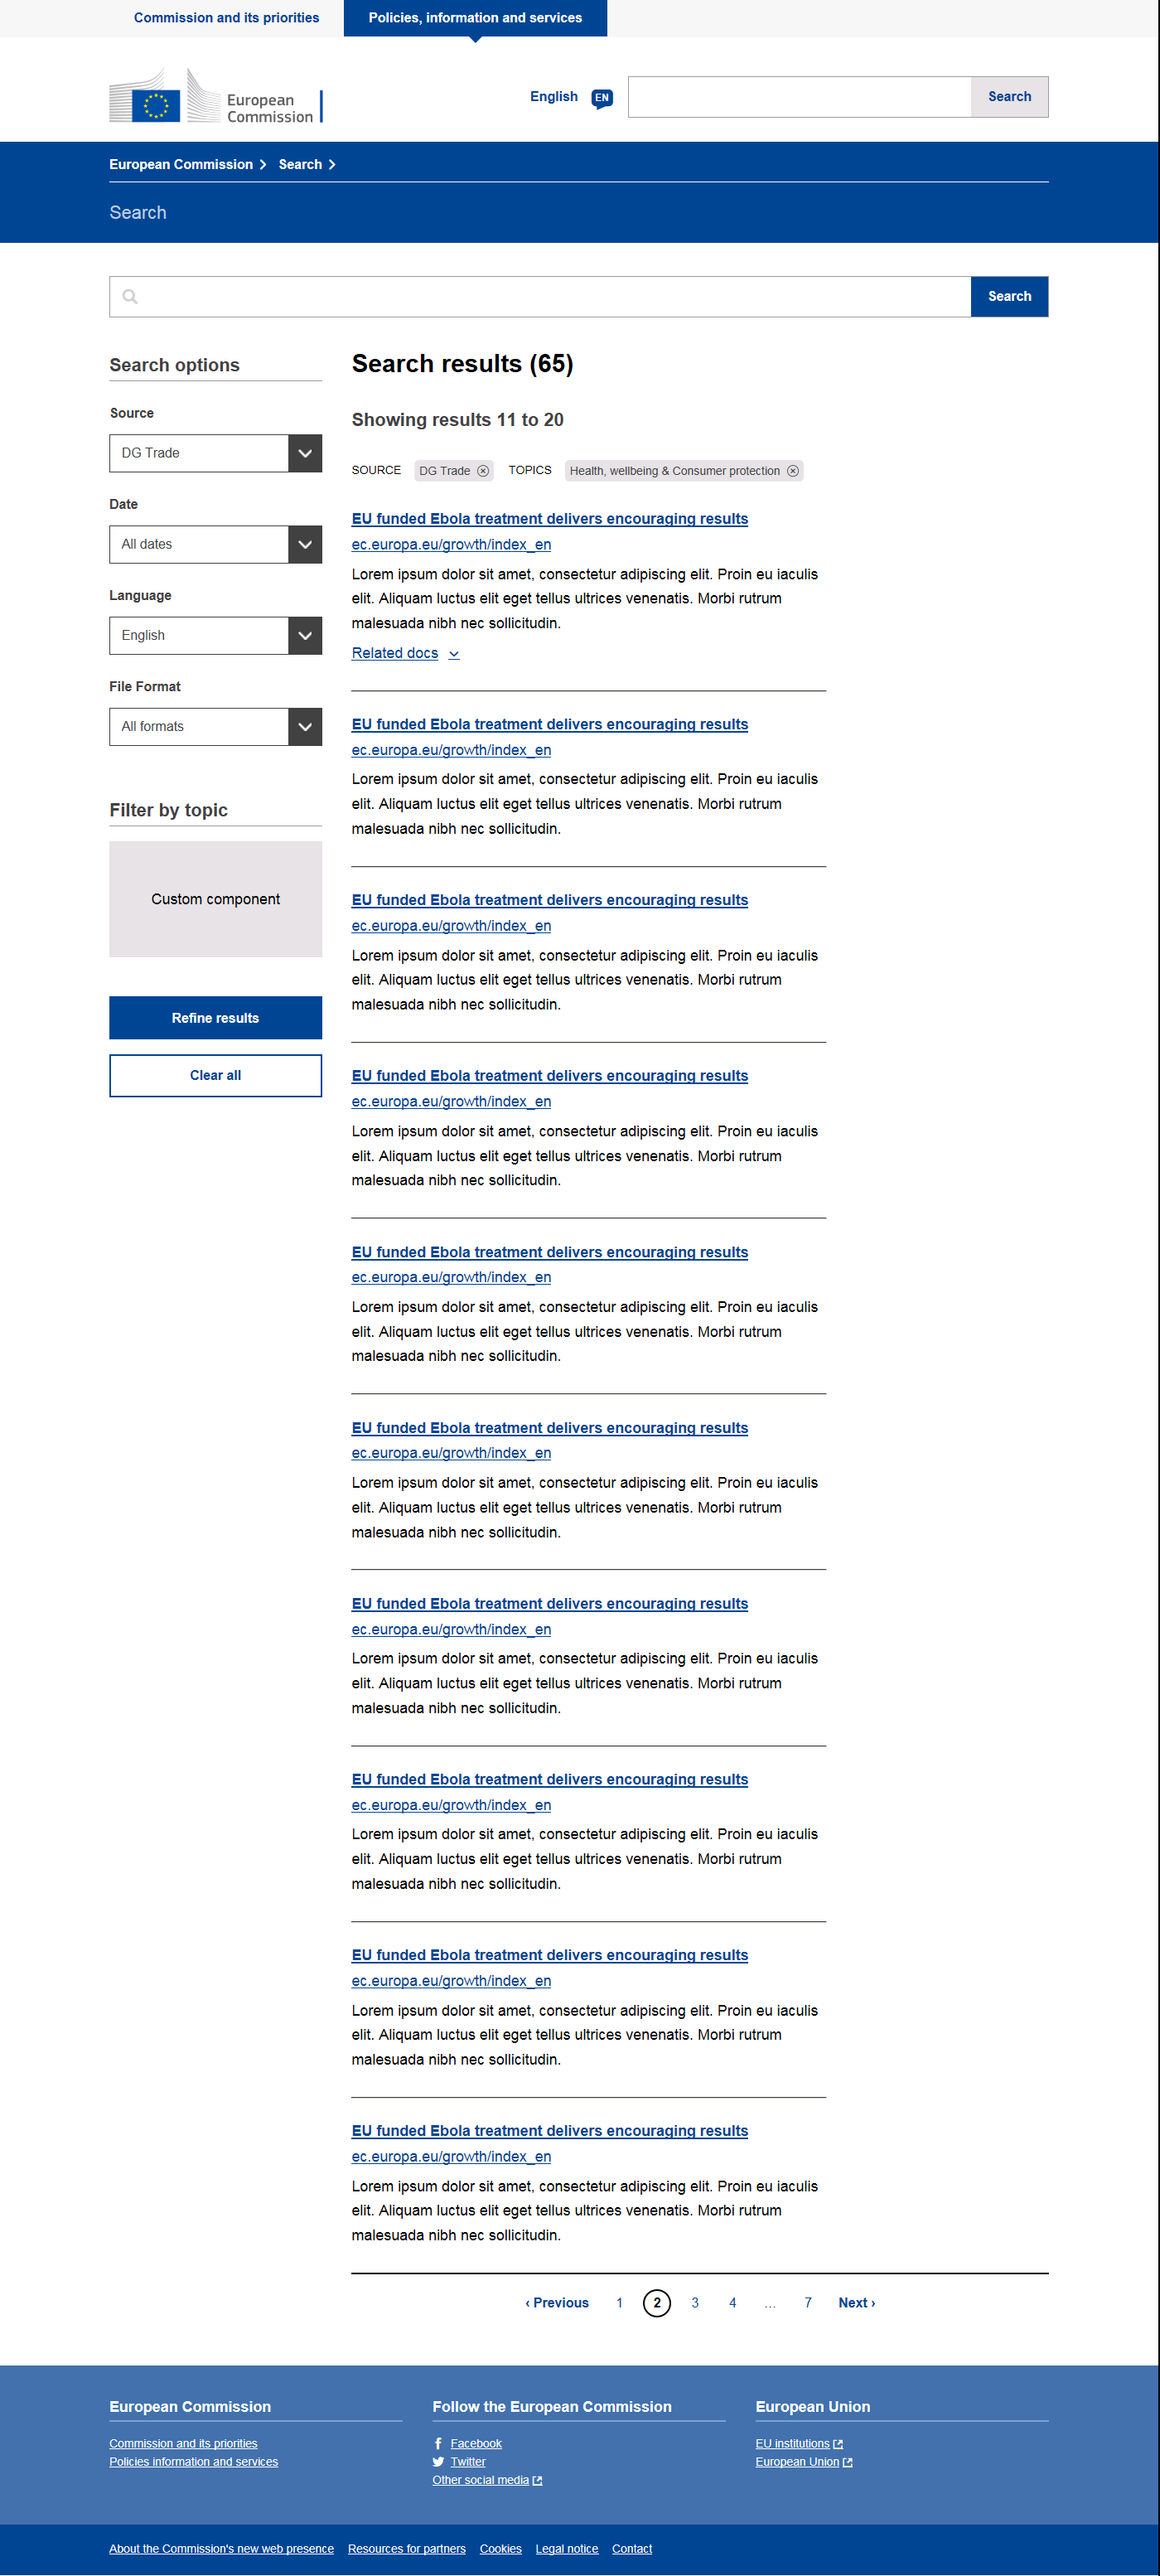 Commission and its priorities
Policies, information and services
European
Commission
English EN
Search
European Commission Search
Search
Search
Search options
Source
DG Trade
Date
All dates
Language
English
File Format
All formats
Filter by topic
Custom component
Refine results
Clear all
Search results (65)
Showing results 11 to 20
SOURCE DG Trade TOPICS Health, wellbeing & Consumer protection
EU funded Ebola treatment delivers encouraging results
ec.europa.eu/growth/index_en
Lorem ipsum dolor sit amet, consectetur adipiscing elit. Proin eu iaculis
elit. Aliquam luctus elit eget tellus ultrices venenatis. Morbi rutrum
malesuada nibh nec sollicitudin.
Related docs
EU funded Ebola treatment delivers encouraging results
ec.europa.eu/growth/index_en
Lorem ipsum dolor sit amet, consectetur adipiscing elit. Proin eu iaculis
elit. Aliquam luctus elit eget tellus ultrices venenatis. Morbi rutrum
malesuada nibh nec sollicitudin.
EU funded Ebola treatment delivers encouraging results
ec.europa.eu/growth/index_en
Lorem ipsum dolor sit amet, consectetur adipiscing elit. Proin eu iaculis
elit. Aliquam luctus elit eget tellus ultrices venenatis. Morbi rutrum
malesuada nibh nec sollicitudin.
EU funded Ebola treatment delivers encouraging results
ec.europa.eu/growth/index_en
Lorem ipsum dolor sit amet, consectetur adipiscing elit. Proin eu iaculis
elit. Aliquam luctus elit eget tellus ultrices venenatis. Morbi rutrum
malesuada nibh nec sollicitudin.
EU funded Ebola treatment delivers encouraging results
ec.europa.eu/growth/index_en
Lorem ipsum dolor sit amet, consectetur adipiscing elit. Proin eu iaculis
elit. Aliquam luctus elit eget tellus ultrices venenatis. Morbi rutrum
malesuada nibh nec sollicitudin.
EU funded Ebola treatment delivers encouraging results
ec.europa.eu/growth/index_en
Lorem ipsum dolor sit amet, consectetur adipiscing elit. Proin eu iaculis
elit. Aliquam luctus elit eget tellus ultrices venenatis. Morbi rutrum
malesuada nibh nec sollicitudin.
EU funded Ebola treatment delivers encouraging results
ec.europa.eu/growth/index_en
Lorem ipsum dolor sit amet, consectetur adipiscing elit. Proin eu iaculis
elit. Aliquam luctus elit eget tellus ultrices venenatis. Morbi rutrum
malesuada nibh nec sollicitudin.
EU funded Ebola treatment delivers encouraging results
ec.europa.eu/growth/index_en
Lorem ipsum dolor sit amet, consectetur adipiscing elit. Proin eu iaculis
elit. Aliquam luctus elit eget tellus ultrices venenatis. Morbi rutrum
malesuada nibh nec sollicitudin.
EU funded Ebola treatment delivers encouraging results
ec.europa.eu/growth/index_en
Lorem ipsum dolor sit amet, consectetur adipiscing elit. Proin eu iaculis
elit. Aliquam luctus elit eget tellus ultrices venenatis. Morbi rutrum
malesuada nibh nec sollicitudin.
EU funded Ebola treatment delivers encouraging results
ec.europa.eu/growth/index_en
Lorem ipsum dolor sit amet, consectetur adipiscing elit. Proin eu iaculis
elit. Aliquam luctus elit eget tellus ultrices venenatis. Morbi rutrum
malesuada nibh nec sollicitudin.
‹ Previous 1 2 3 4 ... 7 Next ›
European Commission
Commission and its priorities
Policies information and services
Follow the European Commission
Facebook
Twitter
Other social media
European Union
EU institutions
European Union
About the Commission's new web presence Resources for partners Cookies Legal notice Contact